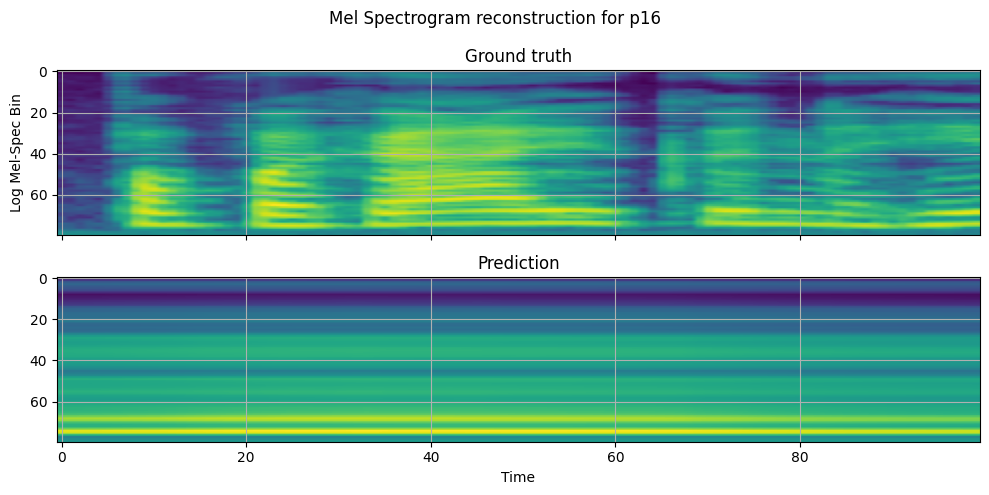 Mel Spectrogram reconstruction for p16
Ground truth
Log Mel-Spec Bin
0
20
40
60
Prediction
0
20
40
60
0 20 40 60 80
Time